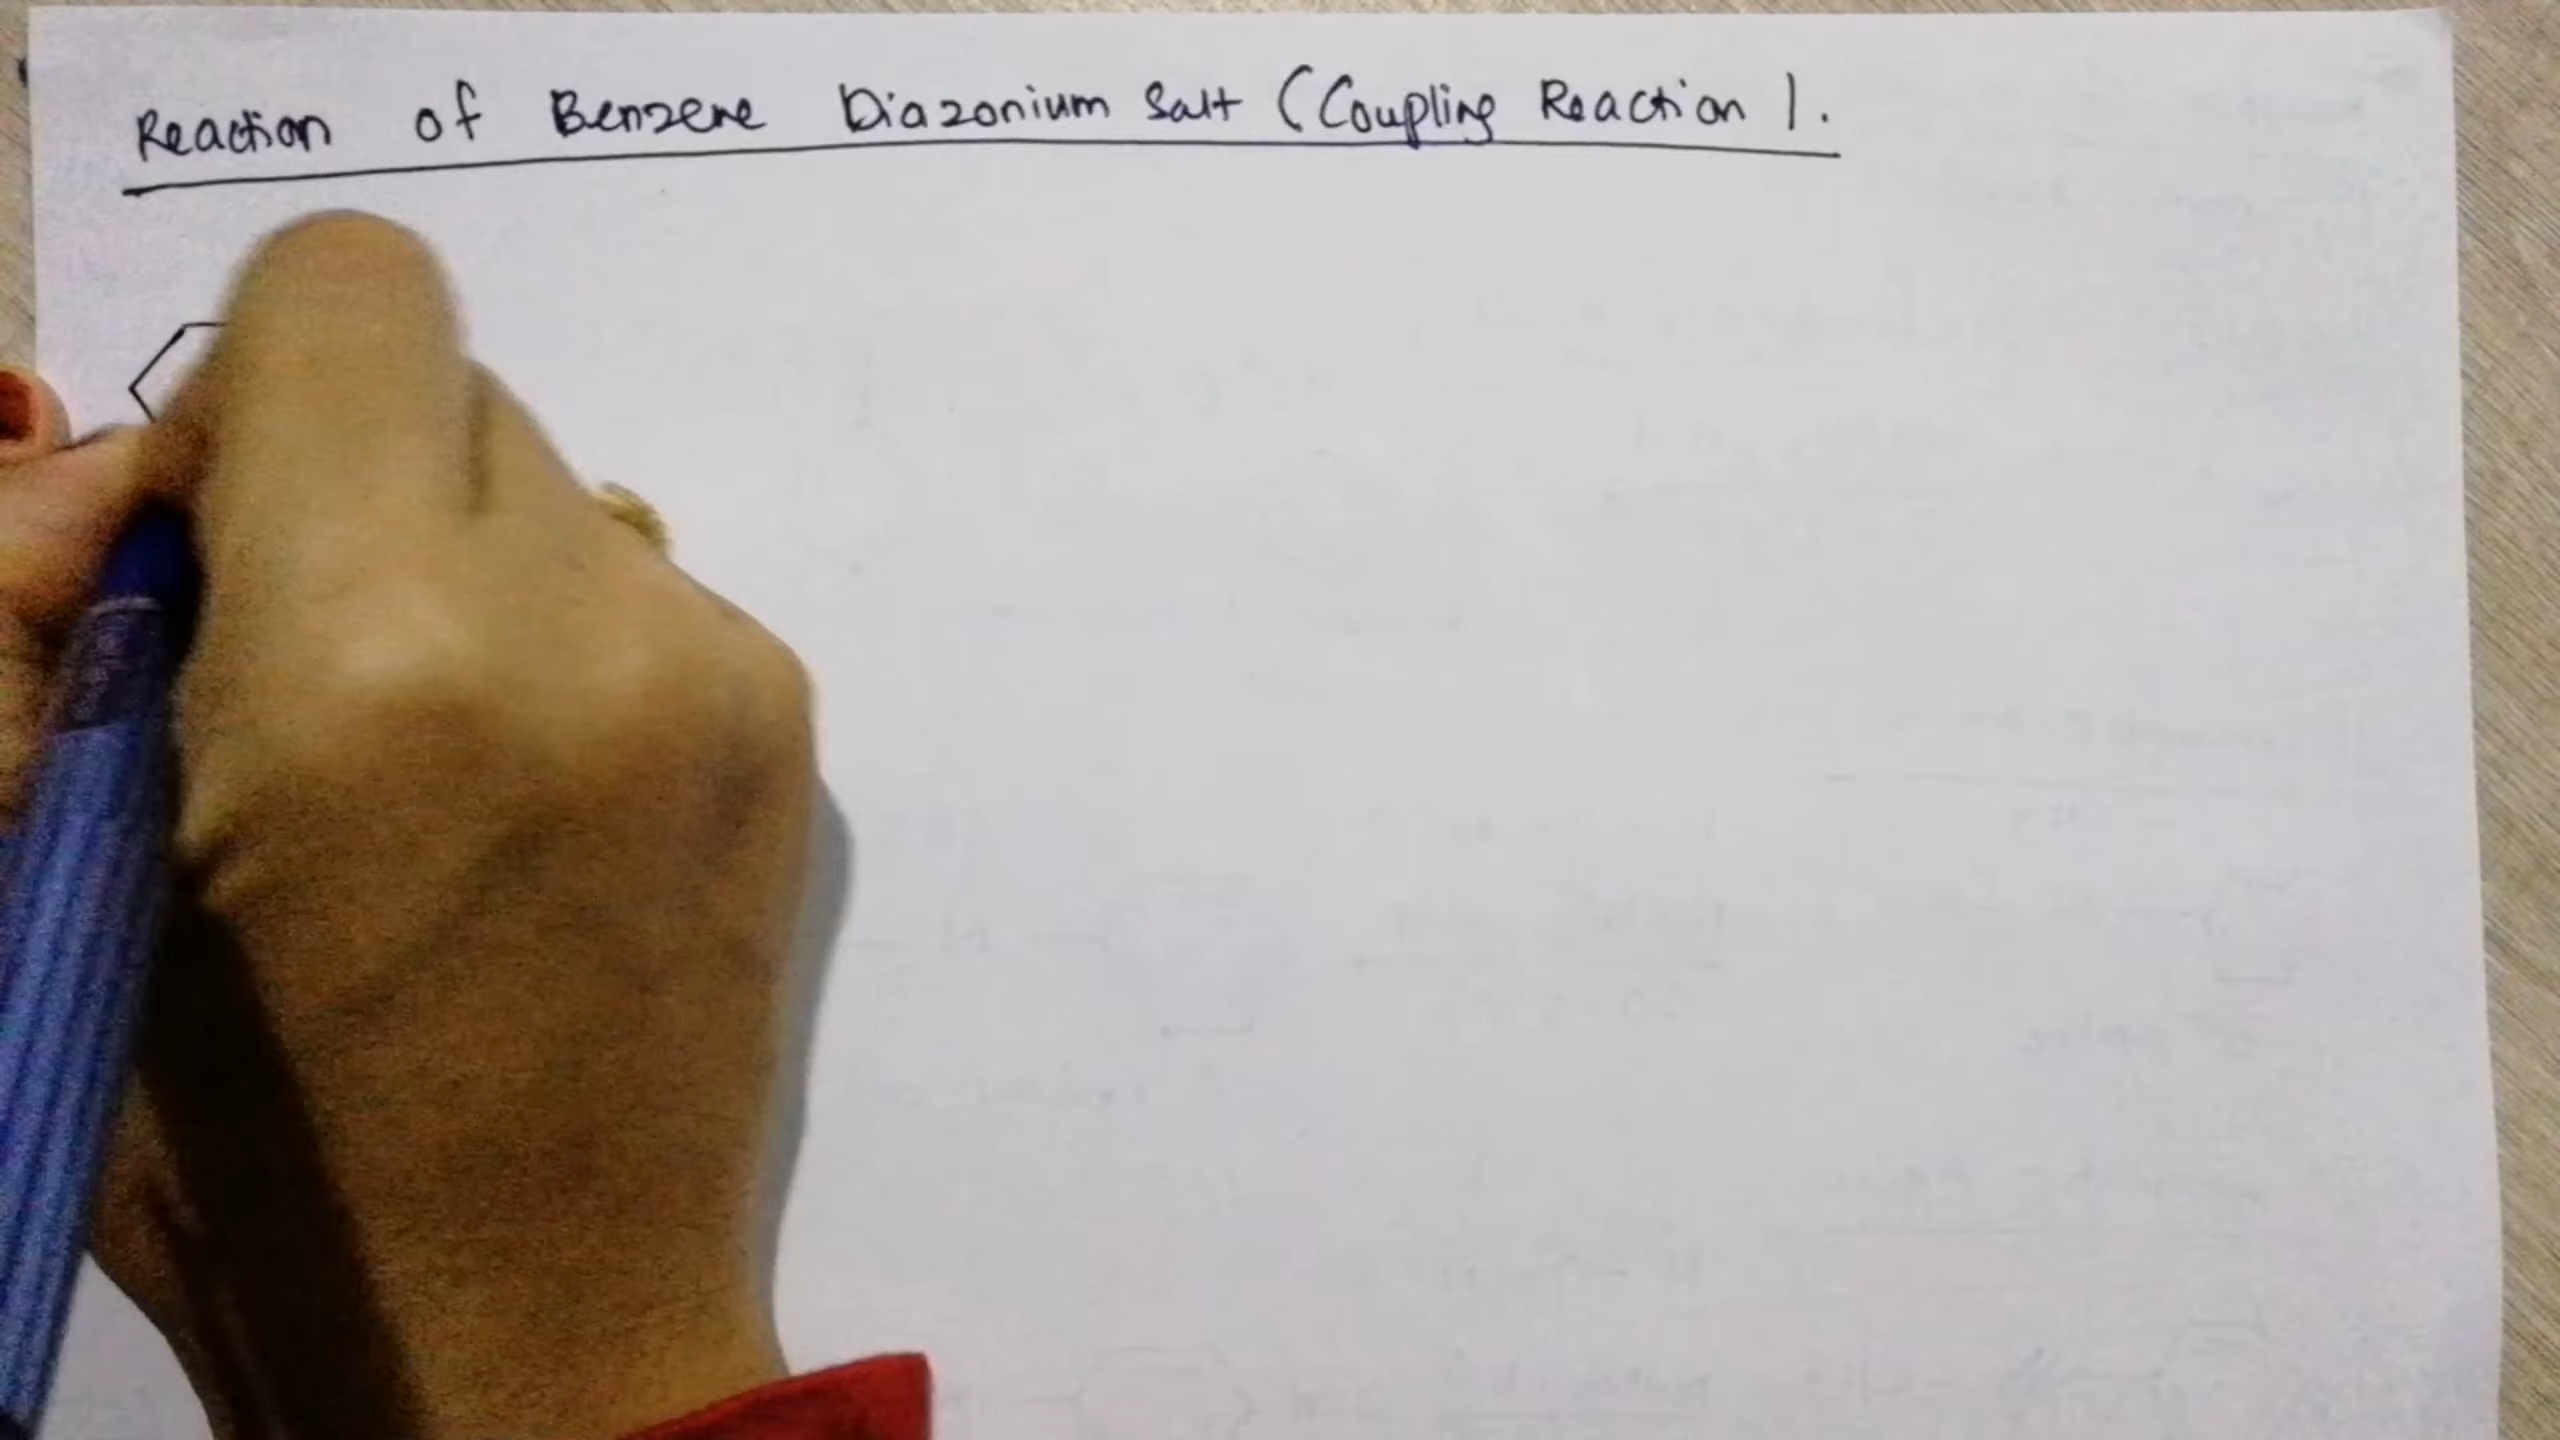 Reaction of Benzene Diazonium Salt (Coupling Reaction ).